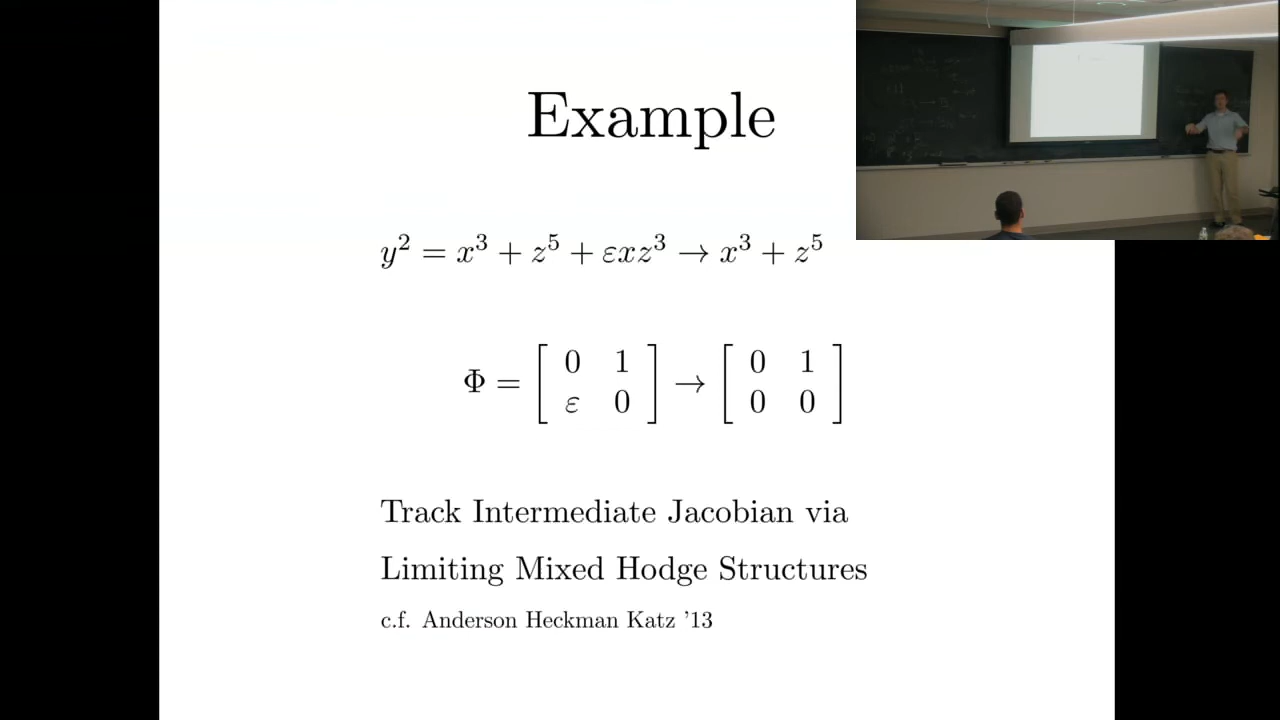 Example
y² = x³ + z⁵ + εxz³ → x³ + z⁵
Φ = [ 0 1 ; ε 0 ] → [ 0 1 ; 0 0 ]
Track Intermediate Jacobian via
Limiting Mixed Hodge Structures
c.f. Anderson Heckman Katz '13